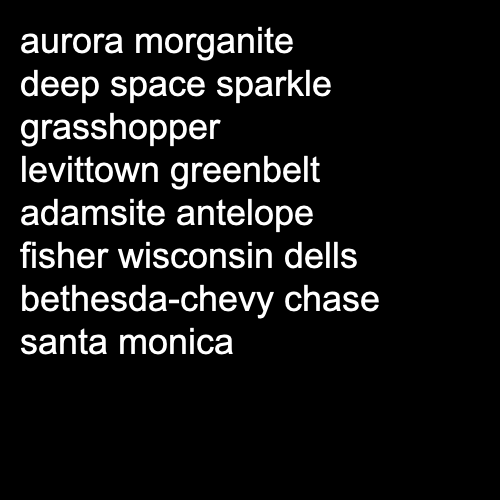 aurora morganite
deep space sparkle
grasshopper
levittown greenbelt
adamsite antelope
fisher wisconsin dells
bethesda-chevy chase
santa monica